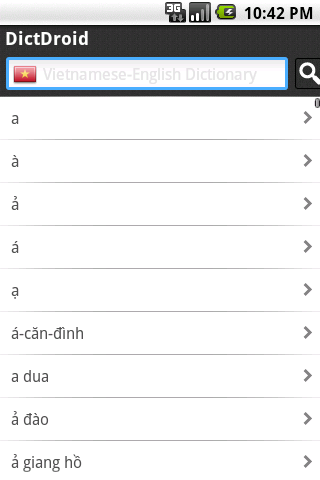 3G 10:42 PM
DictDroid
Vietnamese-English Dictionary
a
à
ả
á
ạ
á-căn-đình
a dua
ả đào
ả giang hồ